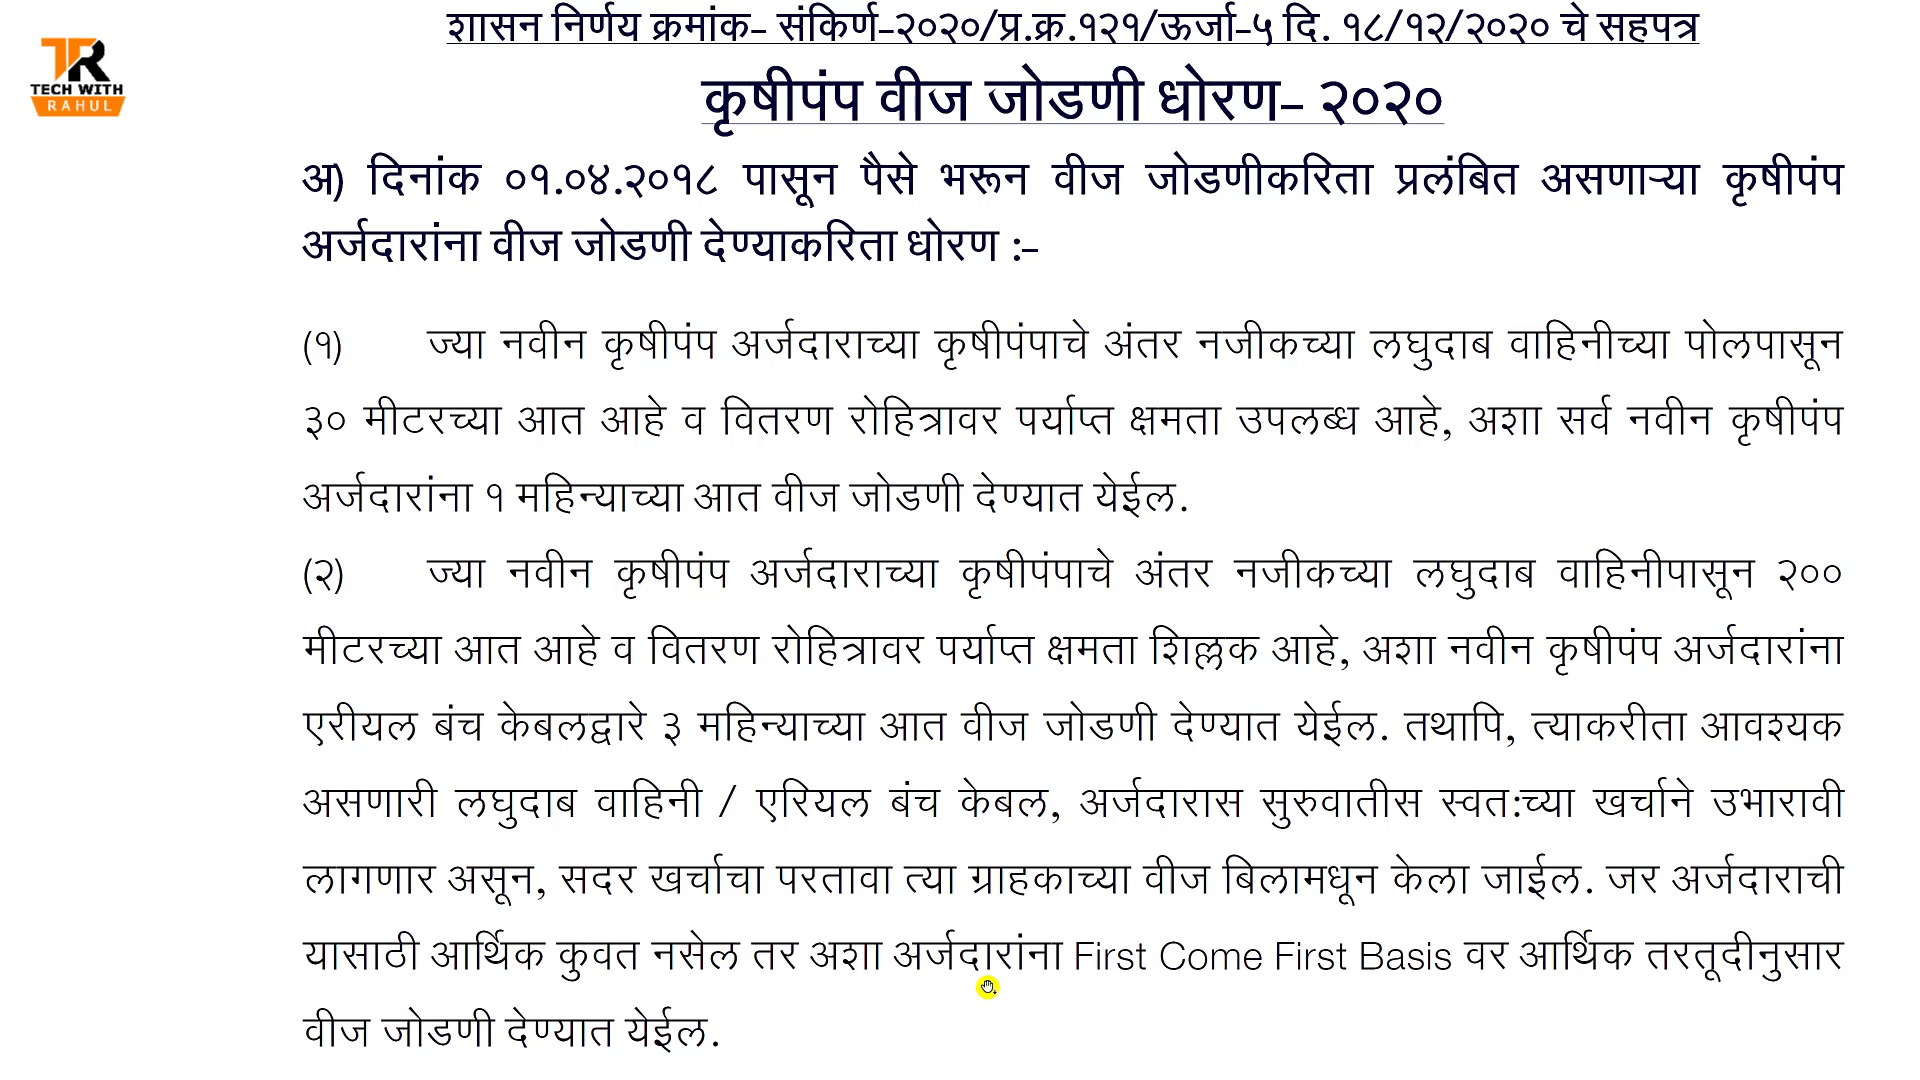 शासन निर्णय क्रमांक- संकिर्ण-२०२०/प्र.क्र.१२१/ऊर्जा-५ दि. १८/१२/२०२० चे सहपत्र
TR
TECH WITH
RAHUL
कृषीपंप वीज जोडणी धोरण- २०२०
अ) दिनांक ०१.०४.२०१८ पासून पैसे भरून वीज जोडणीकरिता प्रलंबित असणाऱ्या कृषीपंप
अर्जदारांना वीज जोडणी देण्याकरिता धोरण :-
(१) ज्या नवीन कृषीपंप अर्जदाराच्या कृषीपंपाचे अंतर नजीकच्या लघुदाब वाहिनीच्या पोलपासून
३० मीटरच्या आत आहे व वितरण रोहित्रावर पर्याप्त क्षमता उपलब्ध आहे, अशा सर्व नवीन कृषीपंप
अर्जदारांना १ महिन्याच्या आत वीज जोडणी देण्यात येईल.
(२) ज्या नवीन कृषीपंप अर्जदाराच्या कृषीपंपाचे अंतर नजीकच्या लघुदाब वाहिनीपासून २००
मीटरच्या आत आहे व वितरण रोहित्रावर पर्याप्त क्षमता शिल्लक आहे, अशा नवीन कृषीपंप अर्जदारांना
एरीयल बंच केबलद्वारे ३ महिन्याच्या आत वीज जोडणी देण्यात येईल. तथापि, त्याकरीता आवश्यक
असणारी लघुदाब वाहिनी / एरियल बंच केबल, अर्जदारास सुरुवातीस स्वत:च्या खर्चाने उभारावी
लागणार असून, सदर खर्चाचा परतावा त्या ग्राहकाच्या वीज बिलामधून केला जाईल. जर अर्जदाराची
यासाठी आर्थिक कुवत नसेल तर अशा अर्जदारांना First Come First Basis वर आर्थिक तरतूदीनुसार
वीज जोडणी देण्यात येईल.